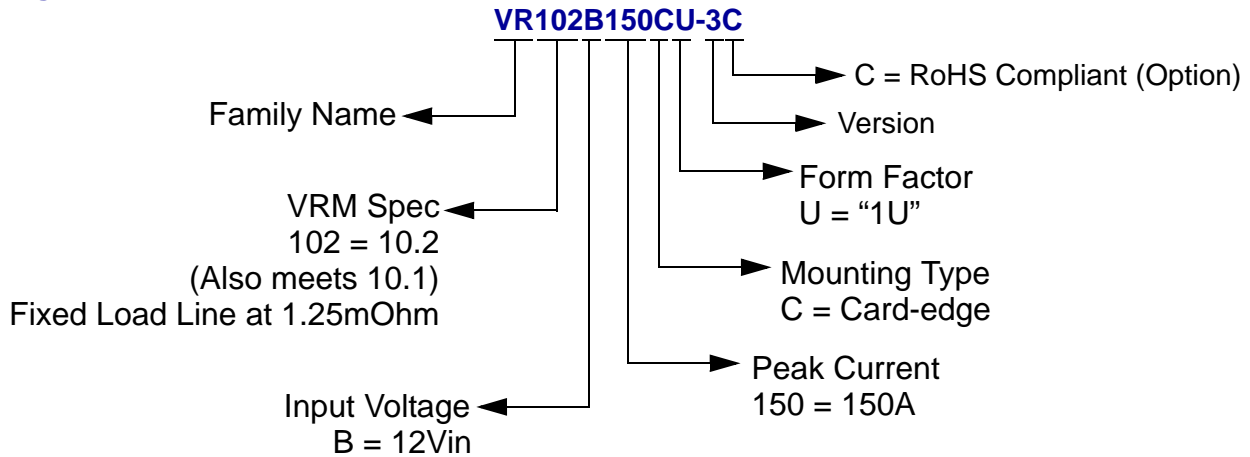 VR102B150CU-3C
C = RoHS Compliant (Option)
Family Name
Version
Form Factor
U = “1U”
VRM Spec
102 = 10.2
(Also meets 10.1)
Fixed Load Line at 1.25mOhm
Mounting Type
C = Card-edge
Peak Current
150 = 150A
Input Voltage
B = 12Vin